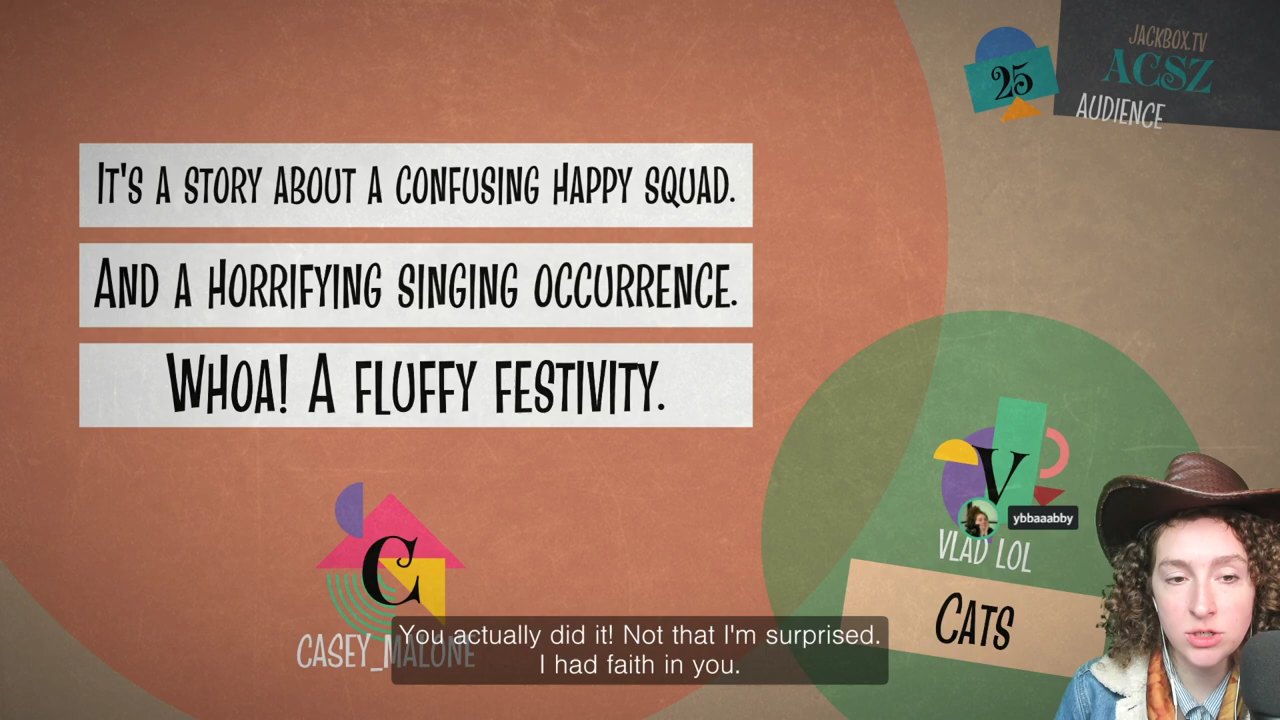 25
JACKBOX.TV
ACSZ
AUDIENCE
IT'S A STORY ABOUT A CONFUSING HAPPY SQUAD.
AND A HORRIFYING SINGING OCCURRENCE.
WHOA! A FLUFFY FESTIVITY.
C
CASEY_MALONE
V
ybbaaabby
VLAD LOL
CATS
You actually did it! Not that I'm surprised.
I had faith in you.